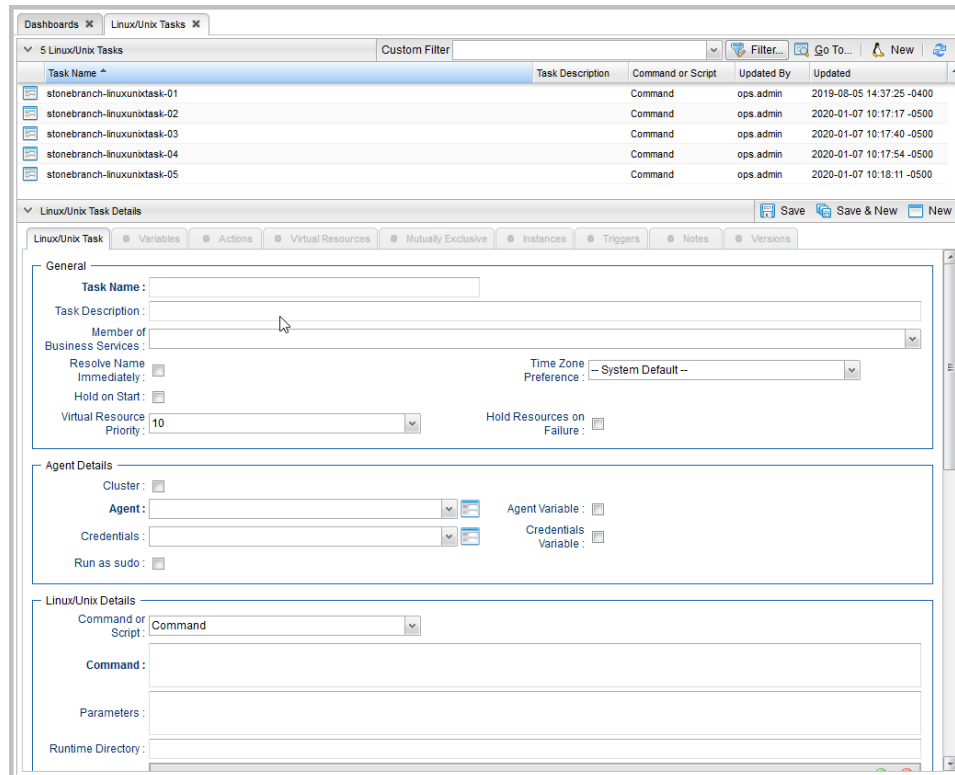 Dashboards Linux/Unix Tasks
5 Linux/Unix Tasks Custom Filter Filter... Go To... New
Task Name Task Description Command or Script Updated By Updated
stonebranch-linuxunixtask-01 Command ops.admin 2019-08-05 14:37:25 -0400
stonebranch-linuxunixtask-02 Command ops.admin 2020-01-07 10:17:17 -0500
stonebranch-linuxunixtask-03 Command ops.admin 2020-01-07 10:17:40 -0500
stonebranch-linuxunixtask-04 Command ops.admin 2020-01-07 10:17:54 -0500
stonebranch-linuxunixtask-05 Command ops.admin 2020-01-07 10:18:11 -0500
Linux/Unix Task Details Save Save & New New
Linux/Unix Task Variables Actions Virtual Resources Mutually Exclusive Instances Triggers Notes Versions
General
Task Name :
Task Description :
Member of
Business Services :
Resolve Name
Immediately :
Time Zone
Preference : -- System Default --
Hold on Start :
Virtual Resource
Priority : 10
Hold Resources on
Failure :
Agent Details
Cluster :
Agent : Agent Variable :
Credentials :
Credentials
Variable :
Run as sudo :
Linux/Unix Details
Command or
Script : Command
Command :
Parameters :
Runtime Directory :